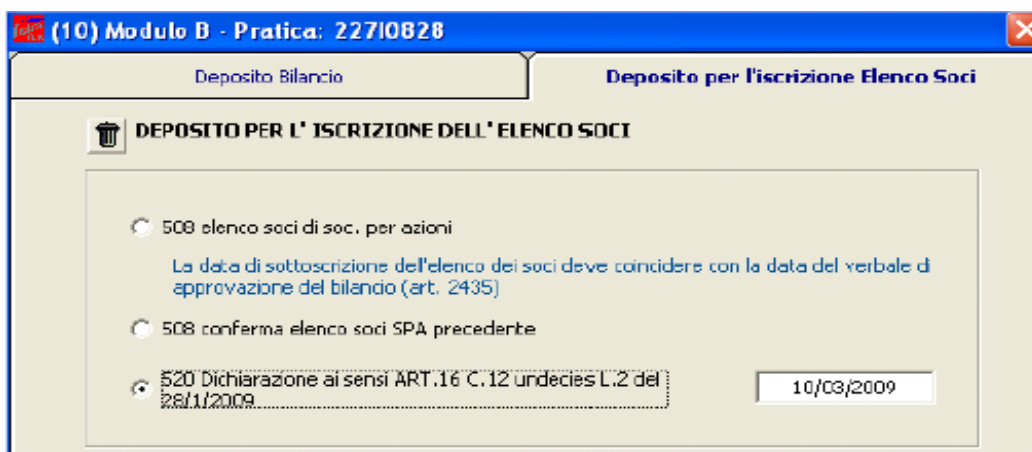 (10) Modulo B - Pratica: 227I0828
Deposito Bilancio
Deposito per l'iscrizione Elenco Soci
DEPOSITO PER L' ISCRIZIONE DELL' ELENCO SOCI
508 elenco soci di soc. per azioni
La data di sottoscrizione dell'elenco dei soci deve coincidere con la data del verbale di
approvazione del bilancio (art. 2435)
508 conferma elenco soci SPA precedente
520 Dichiarazione ai sensi ART.16 C.12 undecies L.2 del
28/1/2009
10/03/2009